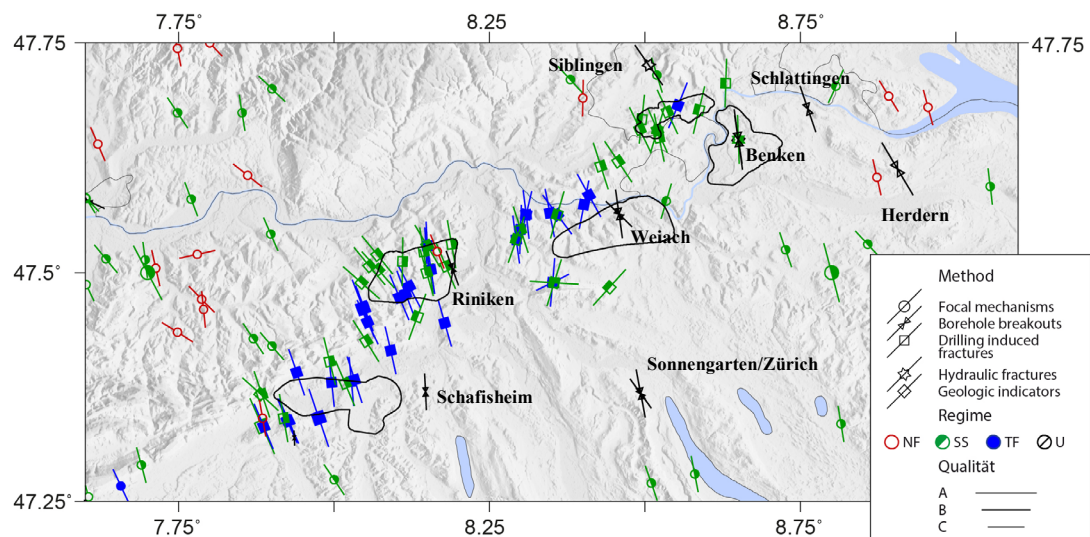 7.75° 8.25 8.75°
47.75 47.75
Siblingen
Schlattingen
Benken
Herdern
Weiach
47.5°
Riniken
Sonnengarten/Zürich
Schafisheim
47.25
7.75° 8.25° 8.75°
Method
Focal mechanisms
Borehole breakouts
Drilling induced
fractures
Hydraulic fractures
Geologic indicators
Regime
NF SS TF U
Qualität
A
B
C